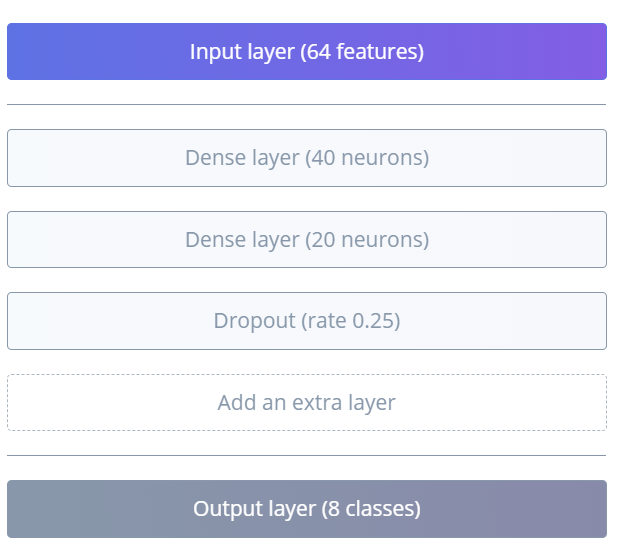 Input layer (64 features)
Dense layer (40 neurons)
Dense layer (20 neurons)
Dropout (rate 0.25)
Add an extra layer
Output layer (8 classes)